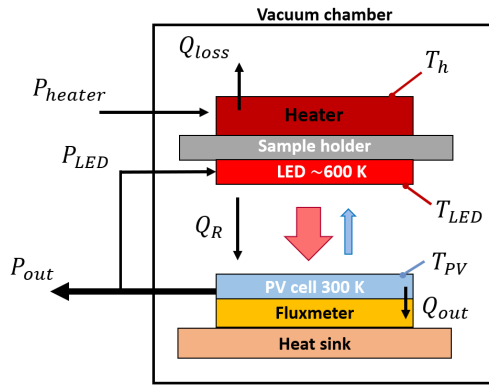 Vacuum chamber
Q_loss
T_h
P_heater
Heater
Sample holder
P_LED
LED ~600 K
T_LED
Q_R
P_out
T_PV
PV cell 300 K
Q_out
Fluxmeter
Heat sink